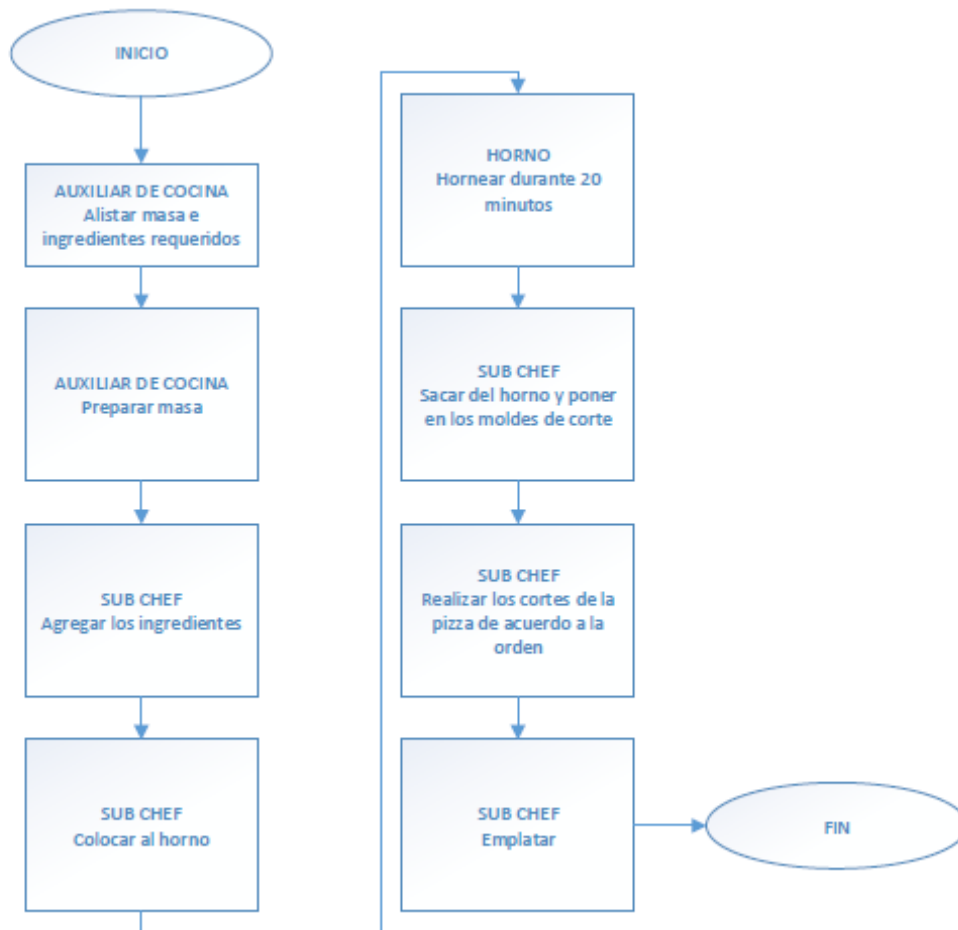 INICIO
AUXILIAR DE COCINA
Alistar masa e
ingredientes requeridos
AUXILIAR DE COCINA
Preparar masa
SUB CHEF
Agregar los ingredientes
SUB CHEF
Colocar al horno
HORNO
Hornear durante 20
minutos
SUB CHEF
Sacar del horno y poner
en los moldes de corte
SUB CHEF
Realizar los cortes de la
pizza de acuerdo a la
orden
SUB CHEF
Emplatar
FIN